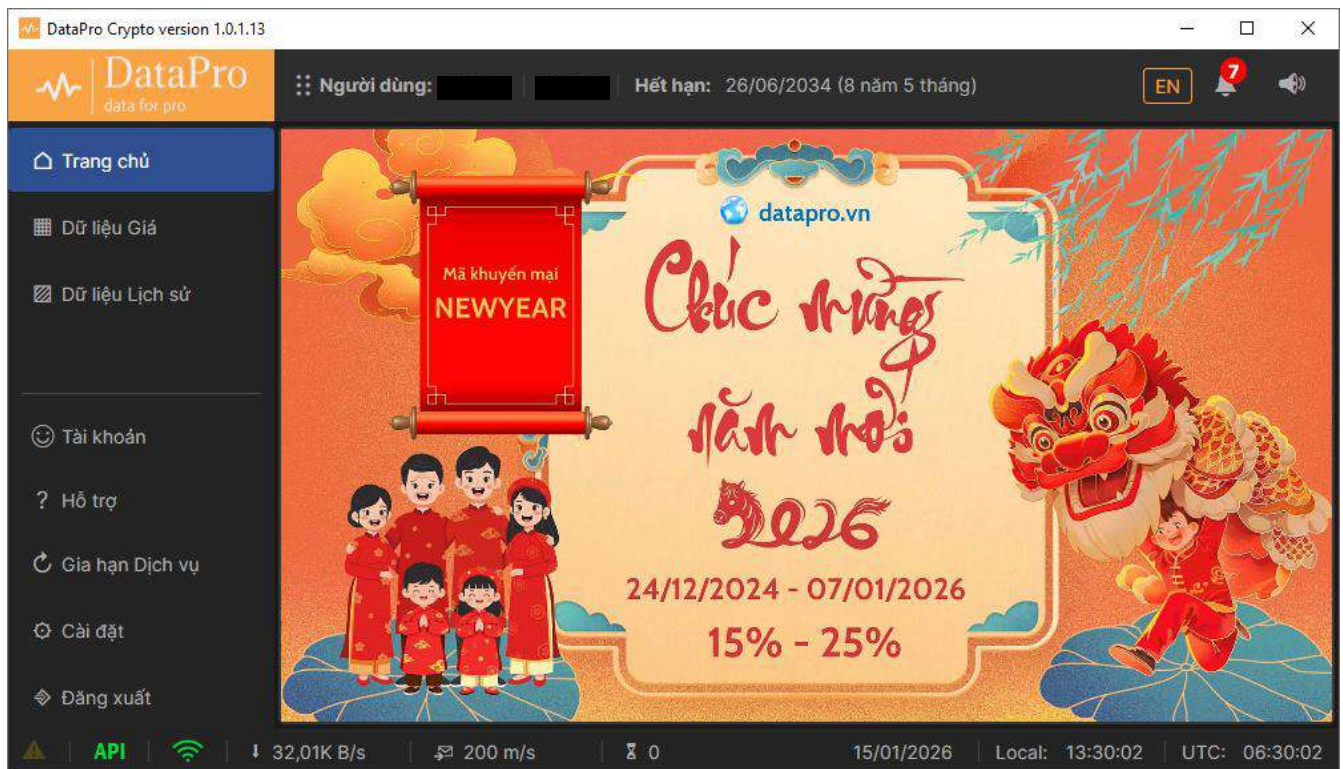 DataPro Crypto version 1.0.1.13
DataPro
data for pro
Người dùng:
Hết hạn: 26/06/2034 (8 năm 5 tháng)
EN
7
Trang chủ
Dữ liệu Giá
Dữ liệu Lịch sử
Tài khoản
? Hỗ trợ
Gia hạn Dịch vụ
Cài đặt
Đăng xuất
Mã khuyến mại
NEWYEAR
datapro.vn
Chúc mừng
năm mới
2026
24/12/2024 - 07/01/2026
15% - 25%
API
32,01K B/s
200 m/s
0
15/01/2026
Local: 13:30:02
UTC: 06:30:02